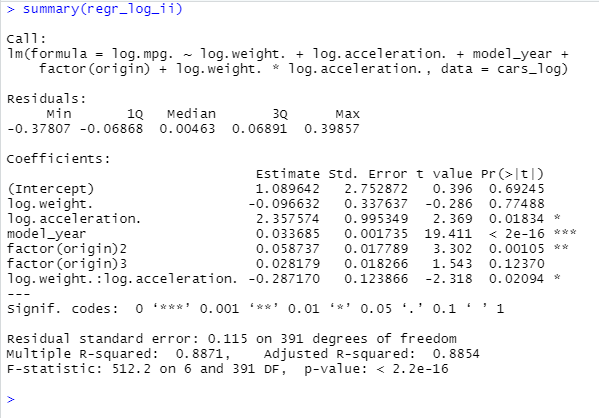 > summary(regr_log_ii)
Call:
lm(formula = log.mpg. ~ log.weight. + log.acceleration. + model_year +
    factor(origin) + log.weight. * log.acceleration., data = cars_log)
Residuals:
     Min       1Q   Median       3Q      Max
-0.37807 -0.06868  0.00463  0.06891  0.39857
Coefficients:
                               Estimate Std. Error t value Pr(>|t|)
(Intercept)                    1.089642   2.752872   0.396  0.69245
log.weight.                   -0.096632   0.337637  -0.286  0.77488
log.acceleration.              2.357574   0.995349   2.369  0.01834 *
model_year                     0.033685   0.001735  19.411  < 2e-16 ***
factor(origin)2                0.058737   0.017789   3.302  0.00105 **
factor(origin)3                0.028179   0.018266   1.543  0.12370
log.weight.:log.acceleration. -0.287170   0.123866  -2.318  0.02094 *
---
Signif. codes:  0 ‘***’ 0.001 ‘**’ 0.01 ‘*’ 0.05 ‘.’ 0.1 ‘ ’ 1
Residual standard error: 0.115 on 391 degrees of freedom
Multiple R-squared:  0.8871,    Adjusted R-squared:  0.8854
F-statistic: 512.2 on 6 and 391 DF,  p-value: < 2.2e-16
>